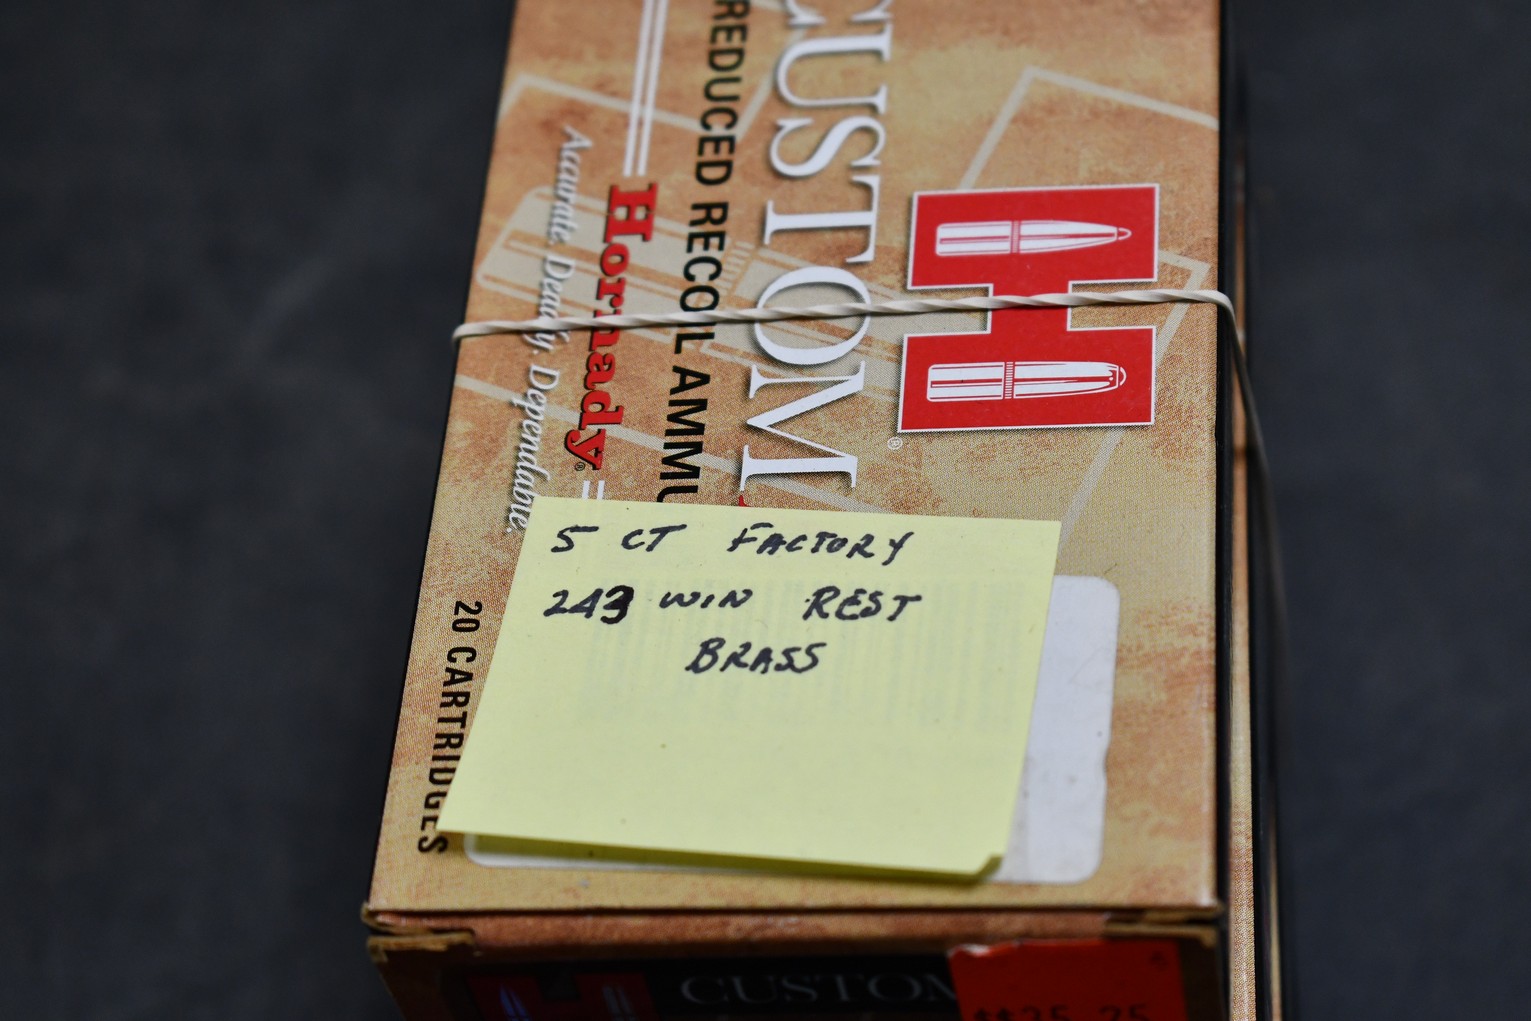 CUSTOM
REDUCED RECOIL AMMU
Hornady®
Accurate. Deadly. Dependable.
20 CARTRIDGES
5 CT FACTORY
243 WIN REST
BRASS
CUSTOM